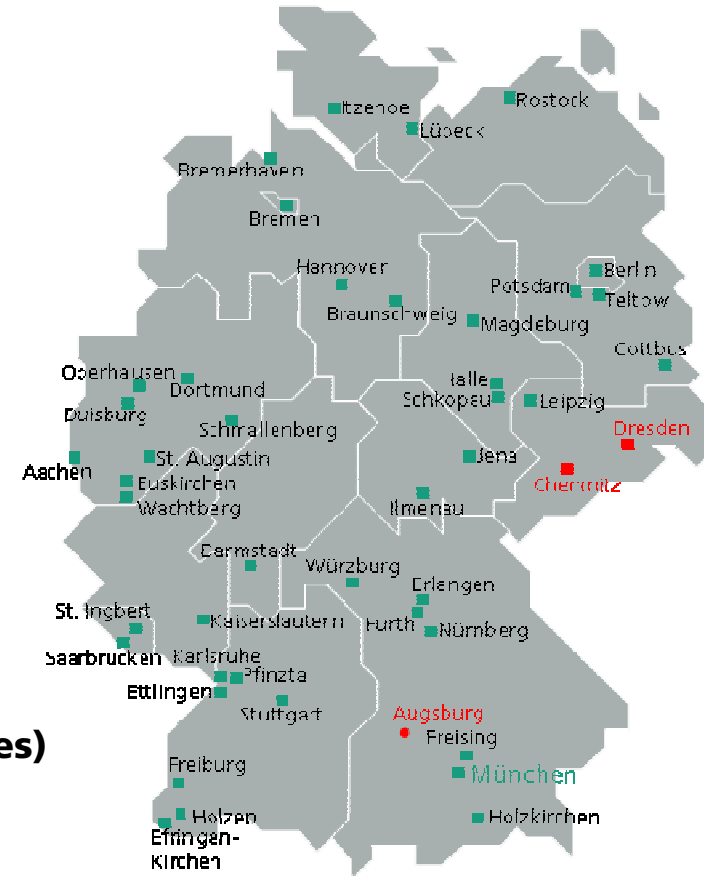 Itzehoe
Rostock
Lübeck
Bremerhaven
Bremen
Hannover
Berlin
Potsdam
Teltow
Braunschweig
Magdeburg
Cottbus
Oberhausen
Dortmund
Halle
Schkopau
Leipzig
Duisburg
Schmallenberg
Dresden
Aachen
St. Augustin
Jena
Chemnitz
Euskirchen
Wachtberg
Ilmenau
Darmstadt
Würzburg
Erlangen
St. Ingbert
Kaiserslautern
Fürth
Nürnberg
Saarbrücken
Karlsruhe
Pfinzta
Ettlingen
Stuttgart
Augsburg
es)
Freising
Freiburg
München
Holzen
Holzkirchen
Efringen-
Kirchen